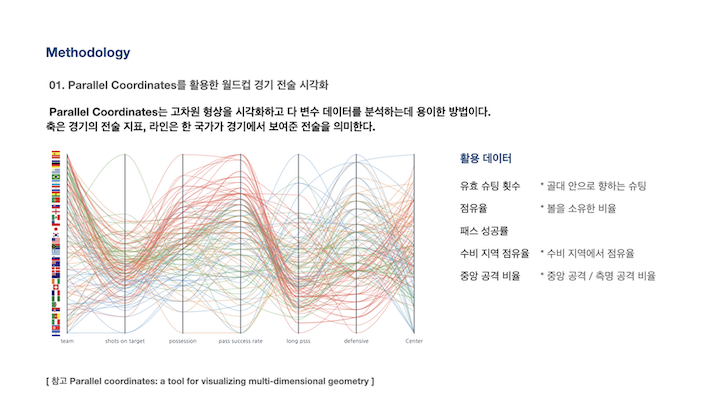 Methodology
01. Parallel Coordinates를 활용한 월드컵 경기 전술 시각화
Parallel Coordinates는 고차원 형상을 시각화하고 다 변수 데이터를 분석하는데 용이한 방법이다.
축은 경기의 전술 지표, 라인은 한 국가가 경기에서 보여준 전술을 의미한다.
활용 데이터
유효 슈팅 횟수 * 골대 안으로 향하는 슈팅
점유율 * 볼을 소유한 비율
패스 성공률
수비 지역 점유율 * 수비 지역에서 점유율
중앙 공격 비율 * 중앙 공격 / 측명 공격 비율
team shots on target possession pass success rate long psss. defensive Center
[ 참고 Parallel coordinates: a tool for visualizing multi-dimensional geometry ]